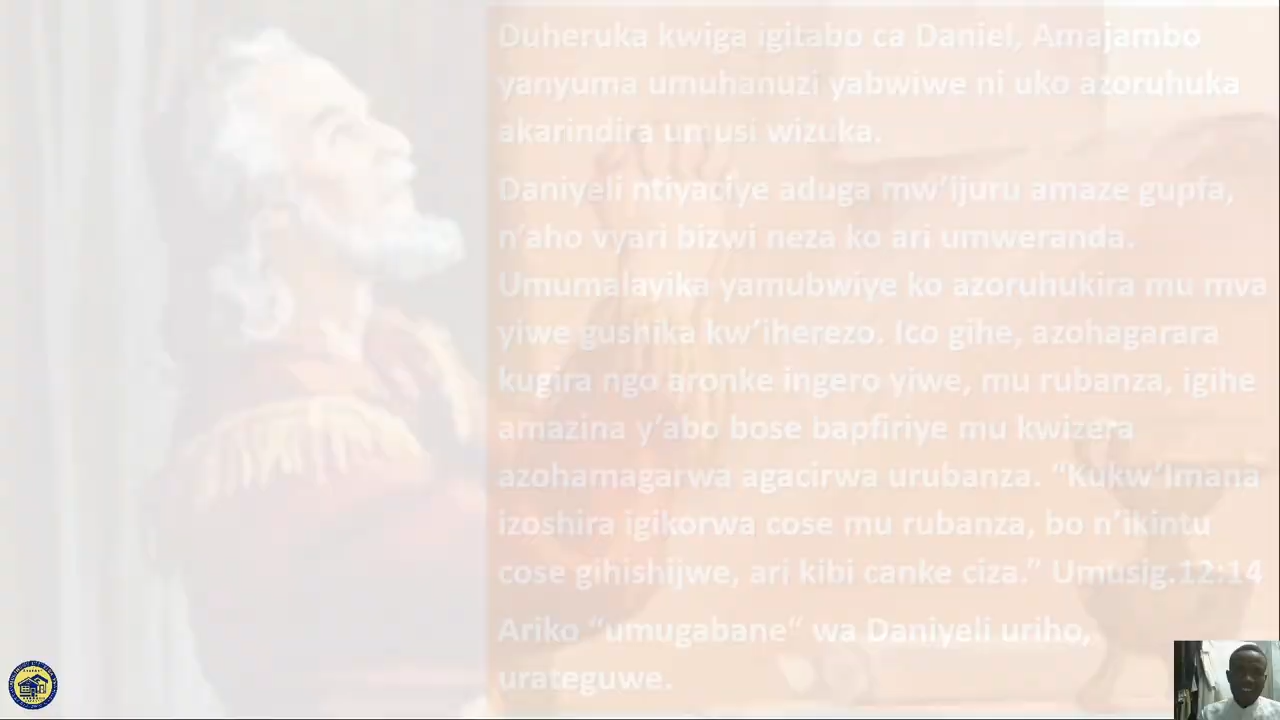 Duheruka kwiga igitabo ca Daniel, Amajambo
yanyuma umuhanuzi yabwiwe ni uko azoruhuka
akarindira umusi wizuka.
Daniyeli ntiyaciye aduga mw'ijuru amaze gupfa,
n'aho vyari bizwi neza ko ari umweranda.
Umumalayika yamubwiye ko azoruhukira mu mva
yiwe gushika kw'iherezo. Ico gihe, azohagarara
kugira ngo aronke ingero yiwe, mu rubanza, igihe
amazina y'abo bose bapfiriye mu kwizera
azohamagarwa agacirwa urubanza. “Kukw'Imana
izoshira igikorwa cose mu rubanza, bo n'ikintu
cose gihishijwe, ari kibi canke ciza.” Umusig.12:14
Ariko “umugabane“ wa Daniyeli uriho,
urateguwe.